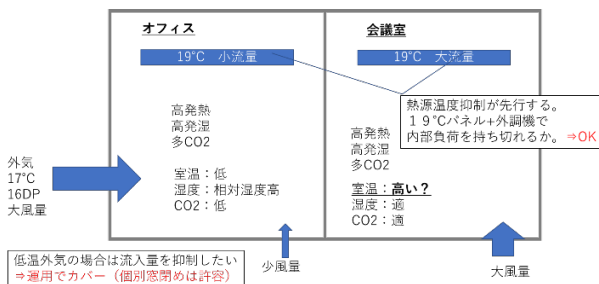 オフィス
会議室
19℃ 小流量
19℃ 大流量
熱源温度抑制が先行する。
19℃パネル+外調機で
内部負荷を持ち切れるか。⇒OK
高発熱
高発湿
多CO2
高発熱
高発湿
多CO2
外気
17℃
16DP
大風量
室温：低
湿度：相対湿度高
CO2：低
室温：高い？
湿度：適
CO2：適
低温外気の場合は流入量を抑制したい
⇒運用でカバー（個別窓閉めは許容）
少風量
大風量